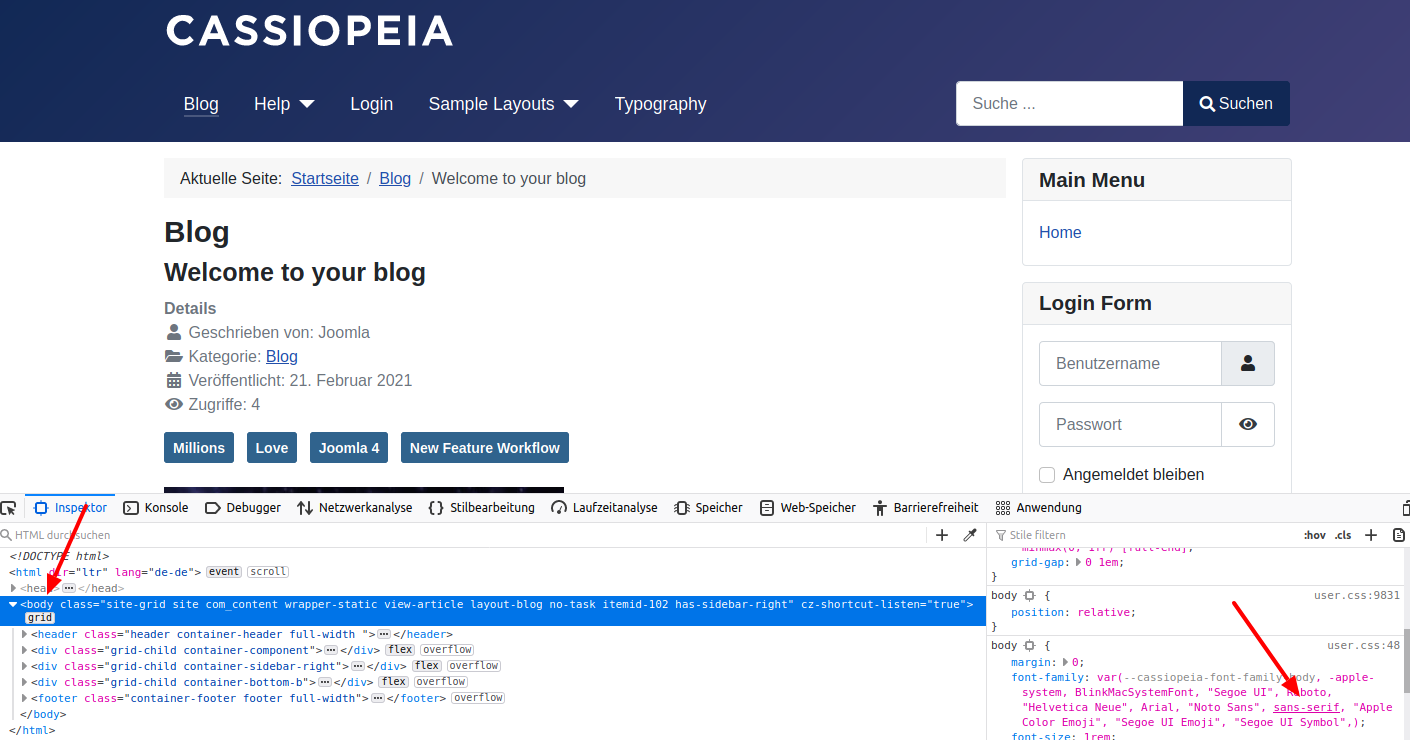 CASSIOPEIA
Blog Help Login Sample Layouts Typography Suche ... Suchen
Aktuelle Seite: Startseite / Blog / Welcome to your blog
Blog
Welcome to your blog
Details
Geschrieben von: Joomla
Kategorie: Blog
Veröffentlicht: 21. Februar 2021
Zugriffe: 4
Millions Love Joomla 4 New Feature Workflow
Main Menu
Home
Login Form
Benutzername
Passwort
Angemeldet bleiben
Inspektor Konsole Debugger Netzwerkanalyse {} Stilbearbeitung Laufzeitanalyse Speicher Web-Speicher Barrierefreiheit Anwendung
HTML durchsuchen +
<!DOCTYPE html>
<html dir="ltr" lang="de-de"> event scroll
<head> ··· </head>
<body class="site-grid site com_content wrapper-static view-article layout-blog no-task itemid-102 has-sidebar-right" cz-shortcut-listen="true">
grid
<header class="header container-header full-width "> ··· </header>
<div class="grid-child container-component"> ··· </div> flex overflow
<div class="grid-child container-sidebar-right"> ··· </div> flex overflow
<div class="grid-child container-bottom-b"> ··· </div> flex overflow
<footer class="container-footer footer full-width"> ··· </footer> overflow
</body>
</html>
Stile filtern :hov .cls +
minmax(0, 1fr) [full-end];
grid-gap: 0 1em;
}
body { user.css:9831
position: relative;
}
body { user.css:48
margin: 0;
font-family: var(--cassiopeia-font-family-body, -apple-
system, BlinkMacSystemFont, "Segoe UI", Roboto,
"Helvetica Neue", Arial, "Noto Sans", sans-serif, "Apple
Color Emoji", "Segoe UI Emoji", "Segoe UI Symbol",);
font-size: 1rem;